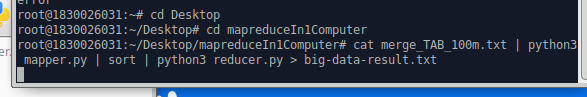 error
root@1830026031:~# cd Desktop
root@1830026031:~/Desktop# cd mapreduceIn1Computer
root@1830026031:~/Desktop/mapreduceIn1Computer# cat merge_TAB_100m.txt | python3
 mapper.py | sort | python3 reducer.py > big-data-result.txt